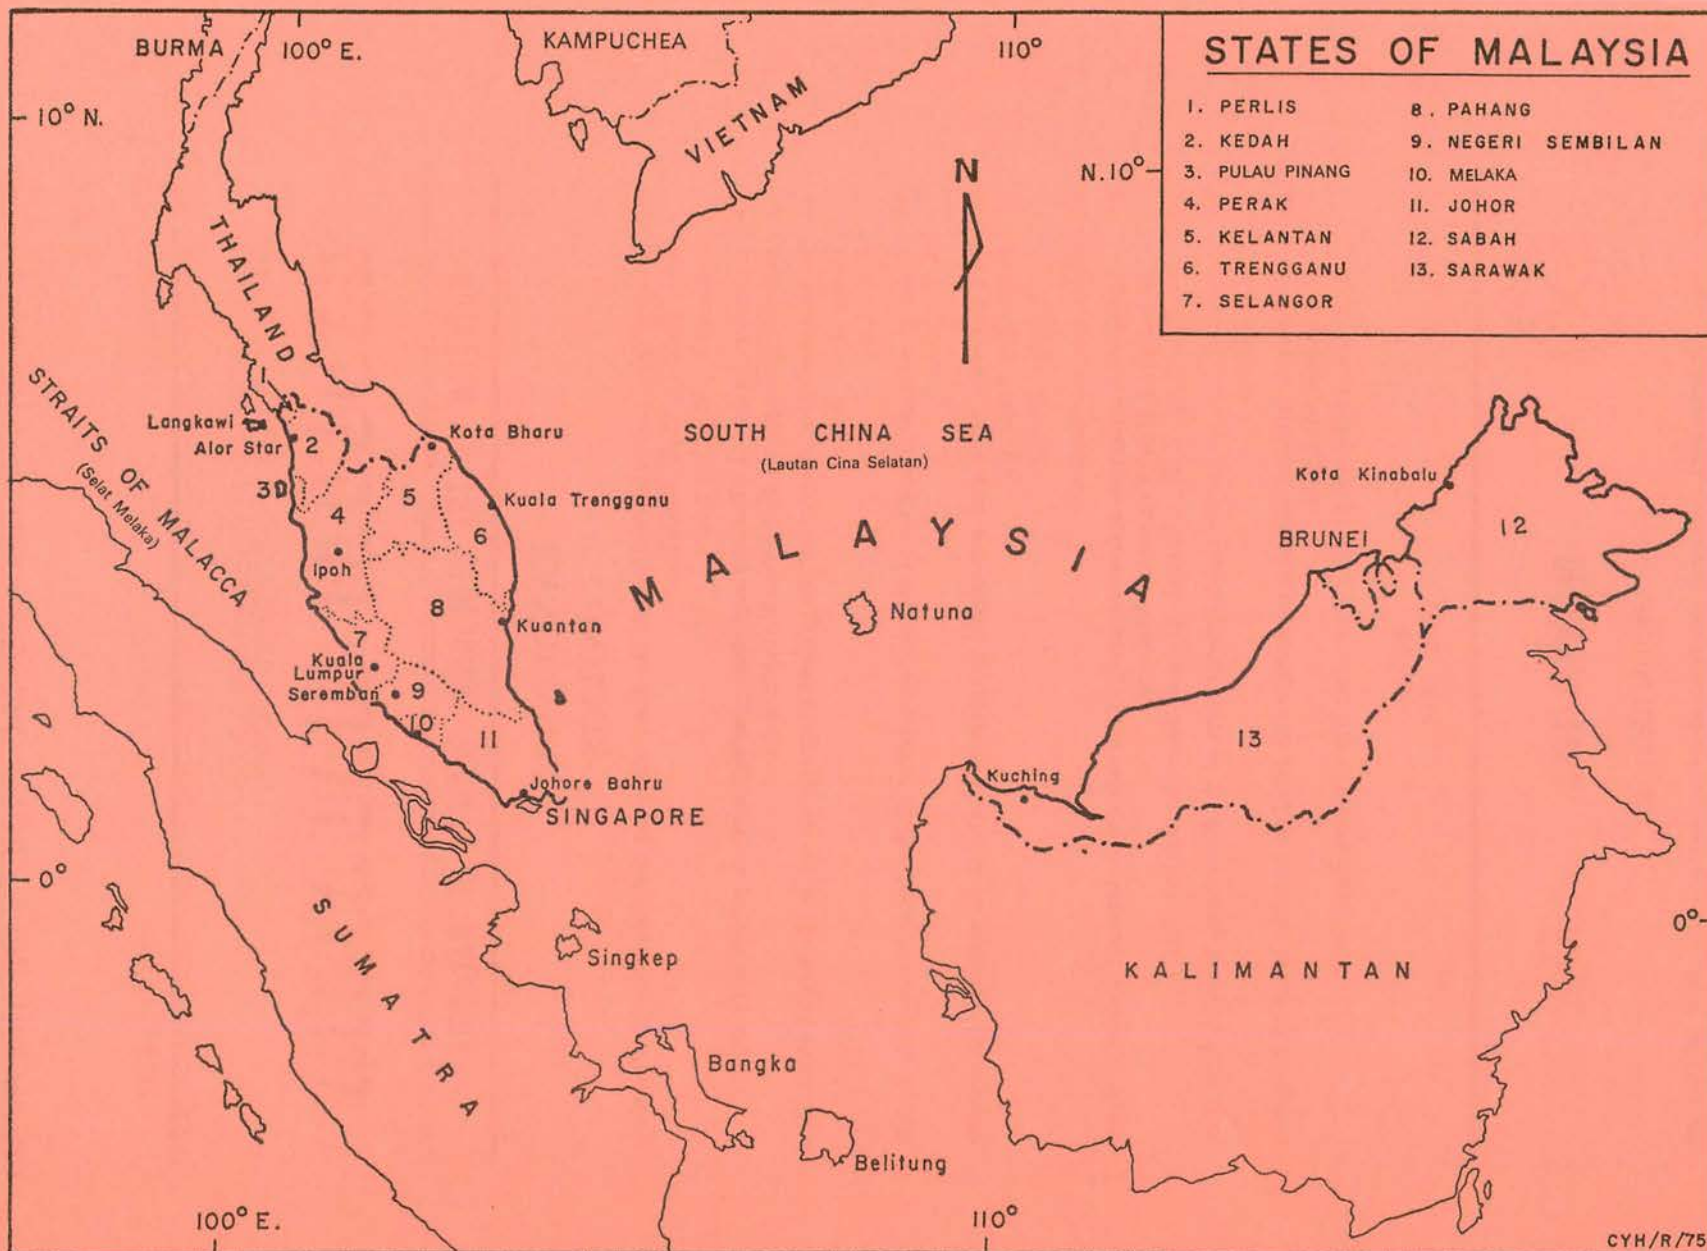 BURMA
100° E.
KAMPUCHEA
110°
STATES OF MALAYSIA
1. PERLIS
2. KEDAH
3. PULAU PINANG
4. PERAK
5. KELANTAN
6. TRENGGANU
7. SELANGOR
8. PAHANG
9. NEGERI SEMBILAN
10. MELAKA
11. JOHOR
12. SABAH
13. SARAWAK
10° N.
VIETNAM
N
N.10°
THAILAND
STRAITS OF MALACCA
(Selat Melaka)
1
Langkawi
Alor Star
2
Kota Bharu
SOUTH CHINA SEA
(Lautan Cina Selatan)
Kota Kinabalu
3
4
5
Kuala Trengganu
6
12
MALAYSIA
BRUNEI
Ipoh
8
Natuna
Kuantan
7
Kuala
Lumpur
Seremban
9
10
11
13
Johore Bahru
SINGAPORE
Kuching
0°
0°
SUMATRA
Singkep
KALIMANTAN
Bangka
Belitung
100° E.
110°
CYH/R/75